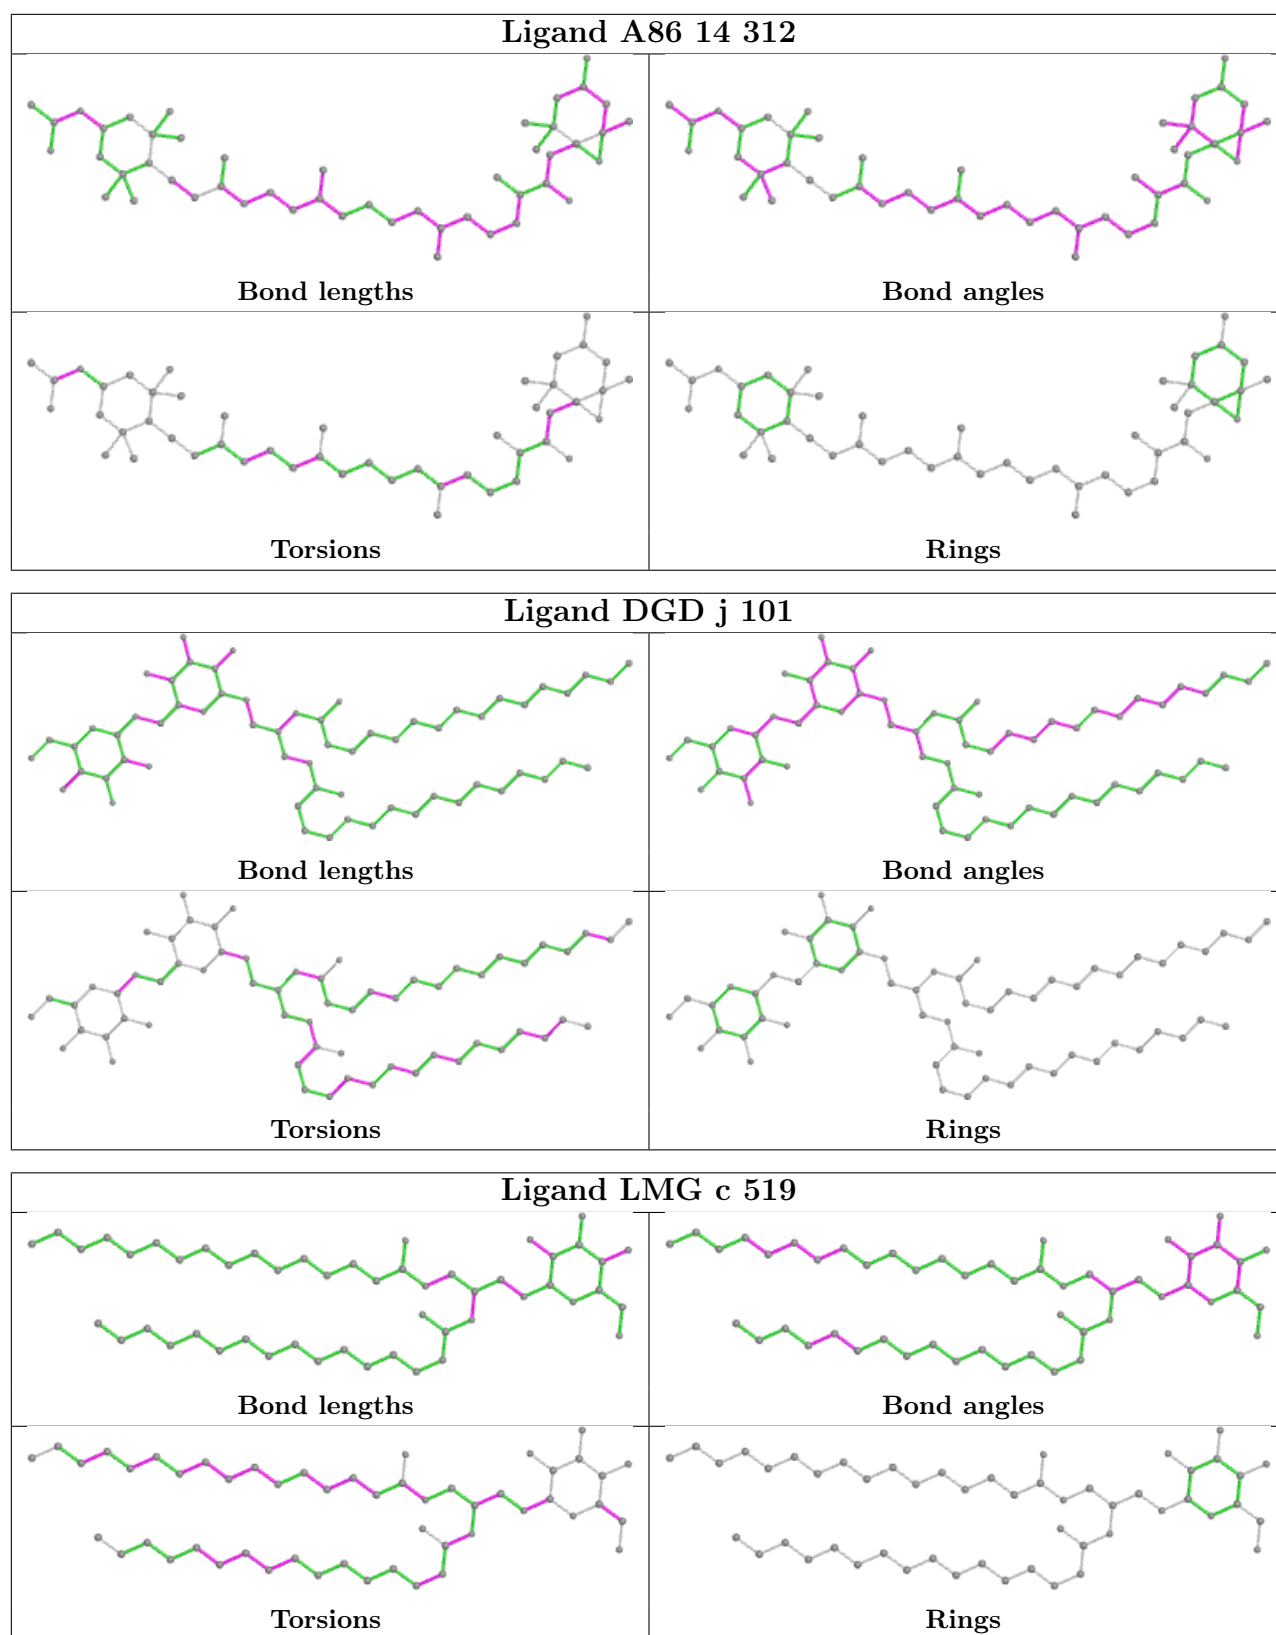 Ligand A86 14 312
Bond lengths
Bond angles
Torsions
Rings
Ligand DGD j 101
Bond lengths
Bond angles
Torsions
Rings
Ligand LMG c 519
Bond lengths
Bond angles
Torsions
Rings